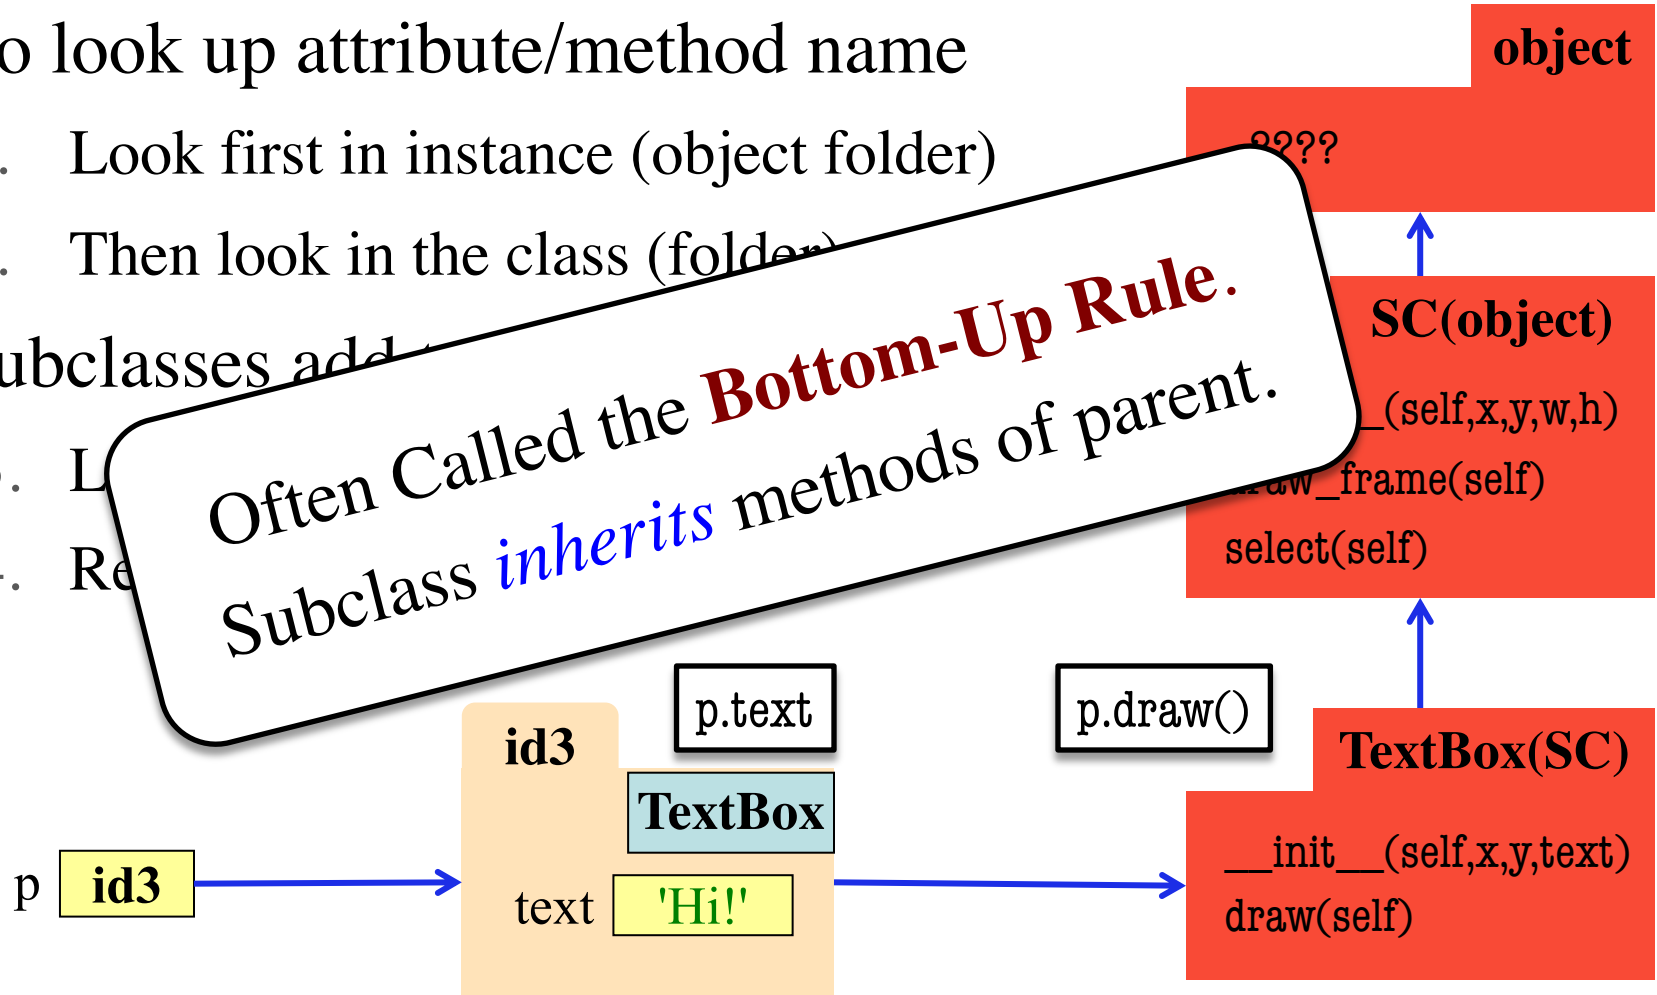 o look up attribute/method name
. Look first in instance (object folder)
. Then look in the class (folder)
ubclasses add
. L
. Re
Often Called the Bottom-Up Rule.
Subclass inherits methods of parent.
object
????
SC(object)
__(self,x,y,w,h)
draw_frame(self)
select(self)
p.text
p.draw()
id3
TextBox
text 'Hi!'
p id3
TextBox(SC)
__init__(self,x,y,text)
draw(self)